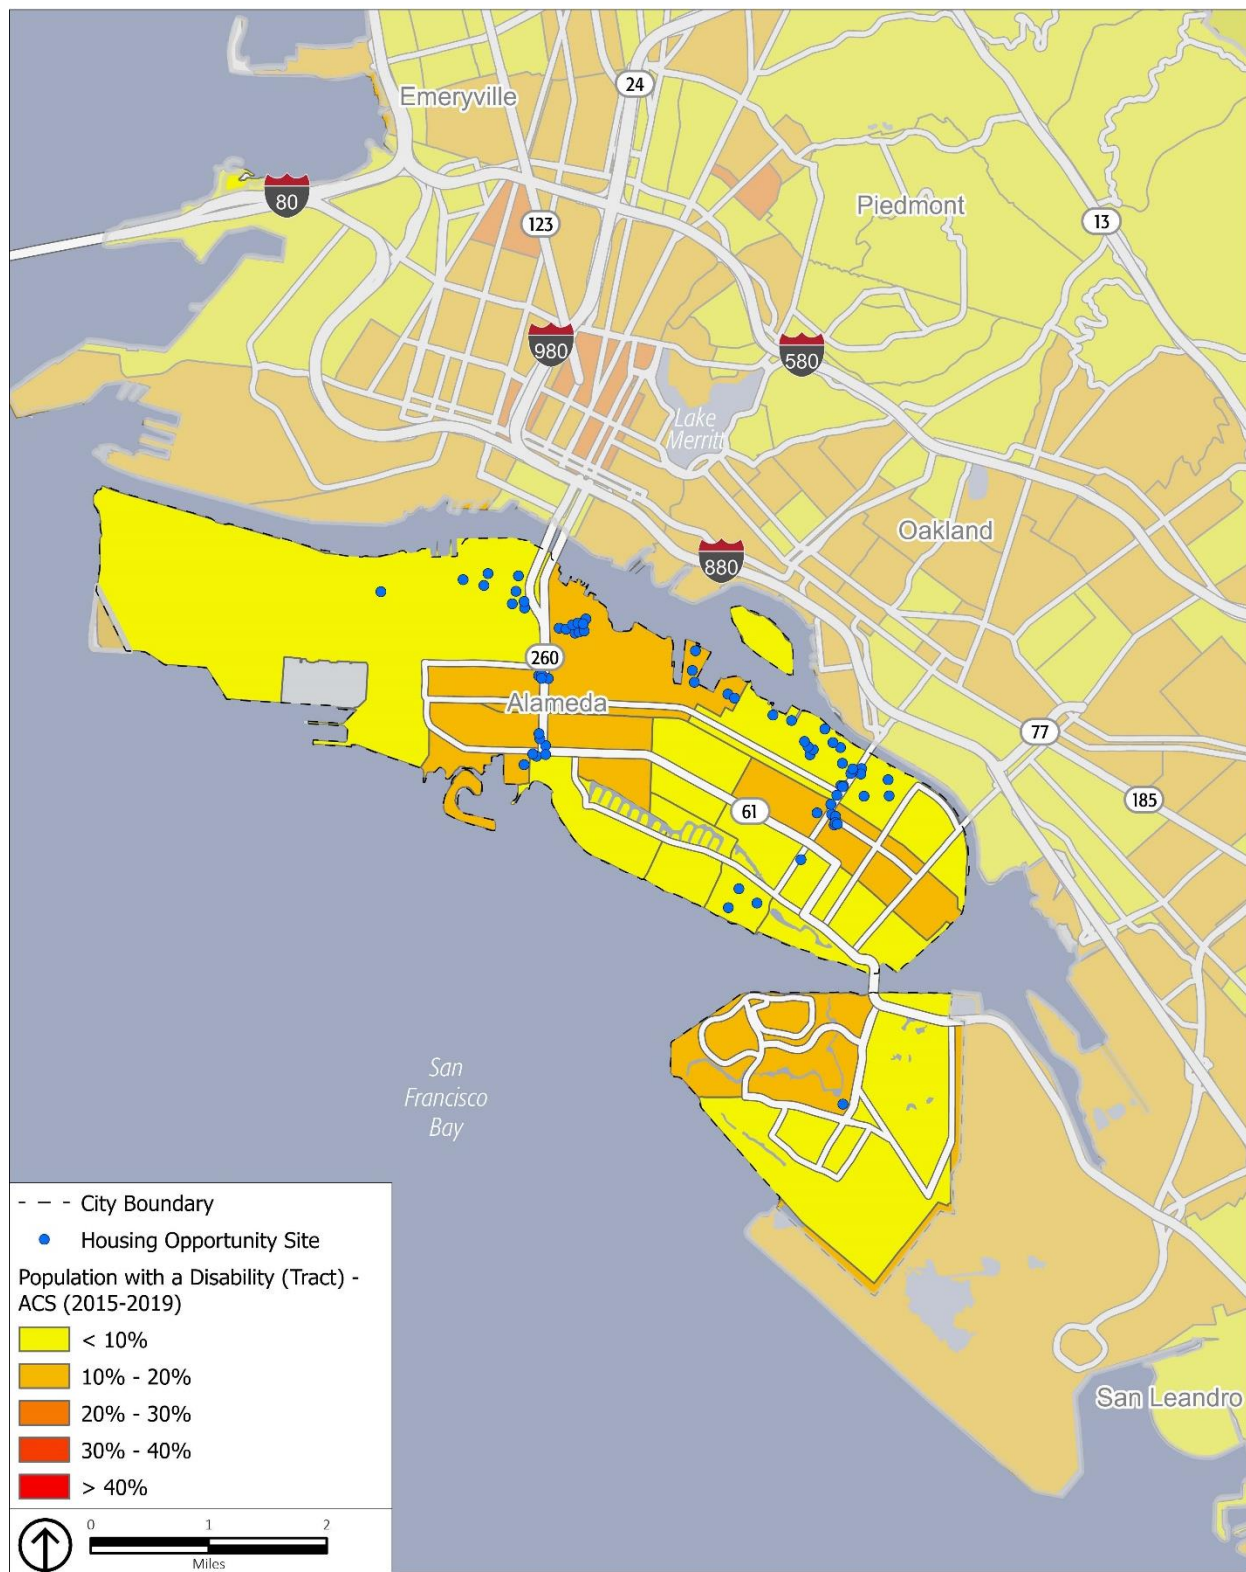 Emeryville
24
80
123
Piedmont
13
980
580
Lake
Merritt
Oakland
880
260
Alameda
77
185
61
San
Francisco
Bay
San Leandro
City Boundary
Housing Opportunity Site
Population with a Disability (Tract) -
ACS (2015-2019)
< 10%
10% - 20%
20% - 30%
30% - 40%
> 40%
0 1 2
Miles